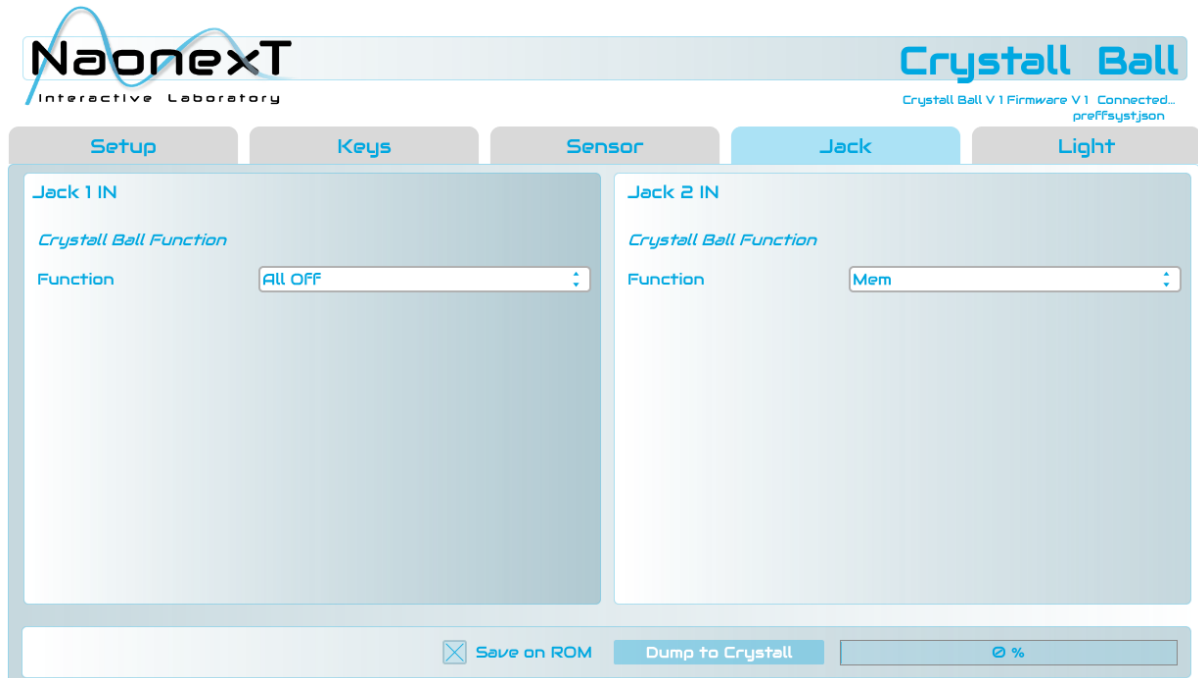 NaonexT
Interactive Laboratory
Crystall Ball
Crystall Ball V 1 Firmware V 1 Connected...
preffsyst.json
Setup
Keys
Sensor
Jack
Light
Jack 1 IN
Crystall Ball Function
Function
All Off
Jack 2 IN
Crystall Ball Function
Function
Mem
Save on ROM
Dump to Crystall
0 %